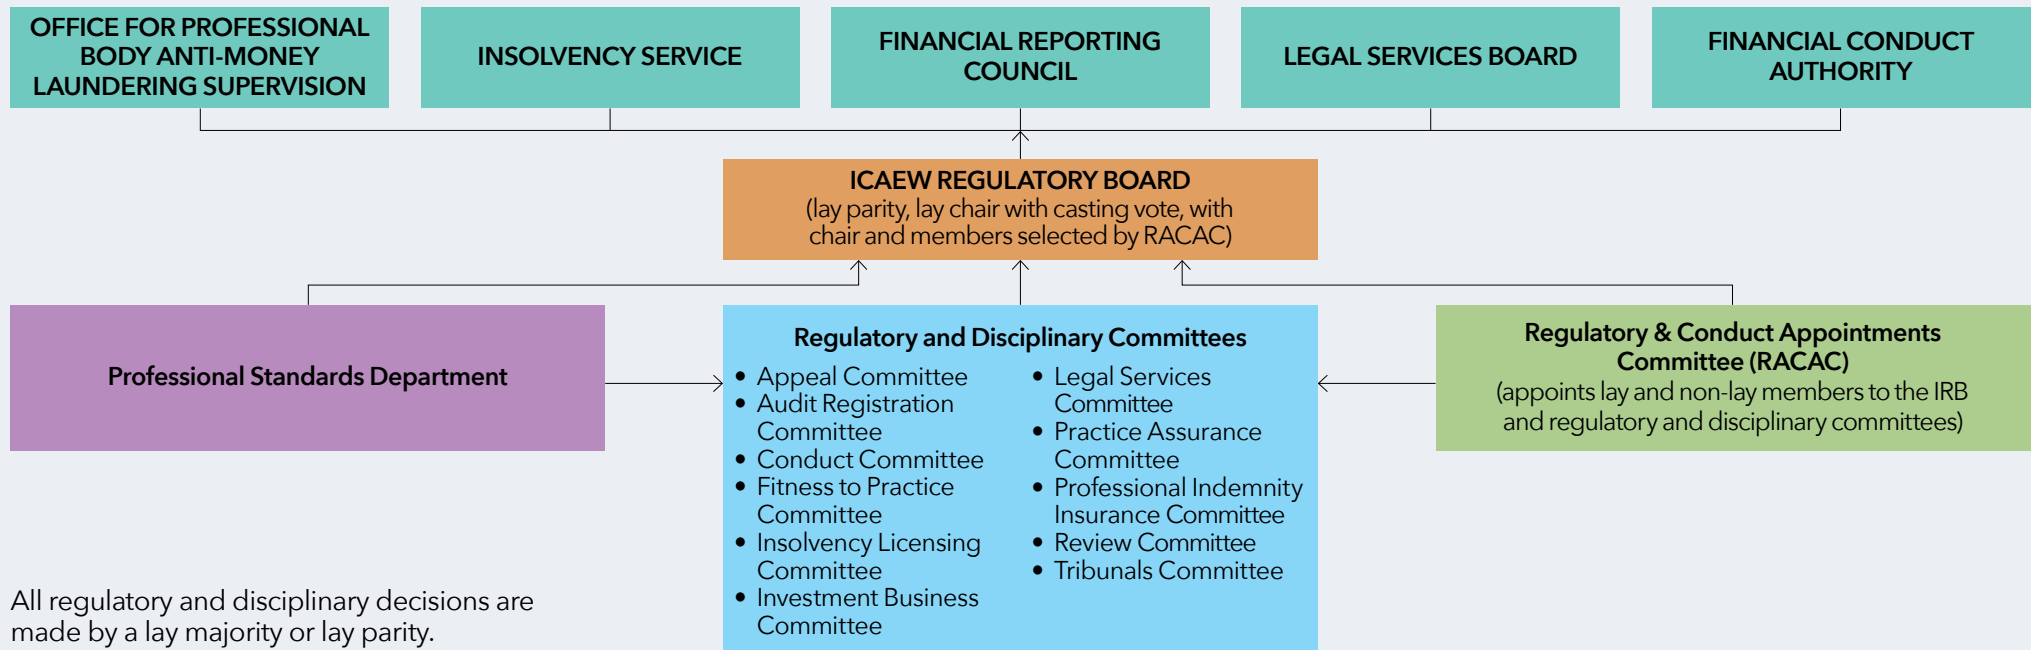 OFFICE FOR PROFESSIONAL
BODY ANTI-MONEY
LAUNDERING SUPERVISION
INSOLVENCY SERVICE
FINANCIAL REPORTING
COUNCIL
LEGAL SERVICES BOARD
FINANCIAL CONDUCT
AUTHORITY
ICAEW REGULATORY BOARD
(lay parity, lay chair with casting vote, with
chair and members selected by RACAC)
Professional Standards Department
Regulatory and Disciplinary Committees
• Appeal Committee
• Audit Registration
Committee
• Conduct Committee
• Fitness to Practice
Committee
• Insolvency Licensing
Committee
• Investment Business
Committee
• Legal Services
Committee
• Practice Assurance
Committee
• Professional Indemnity
Insurance Committee
• Review Committee
• Tribunals Committee
Regulatory & Conduct Appointments
Committee (RACAC)
(appoints lay and non-lay members to the IRB
and regulatory and disciplinary committees)
All regulatory and disciplinary decisions are
made by a lay majority or lay parity.